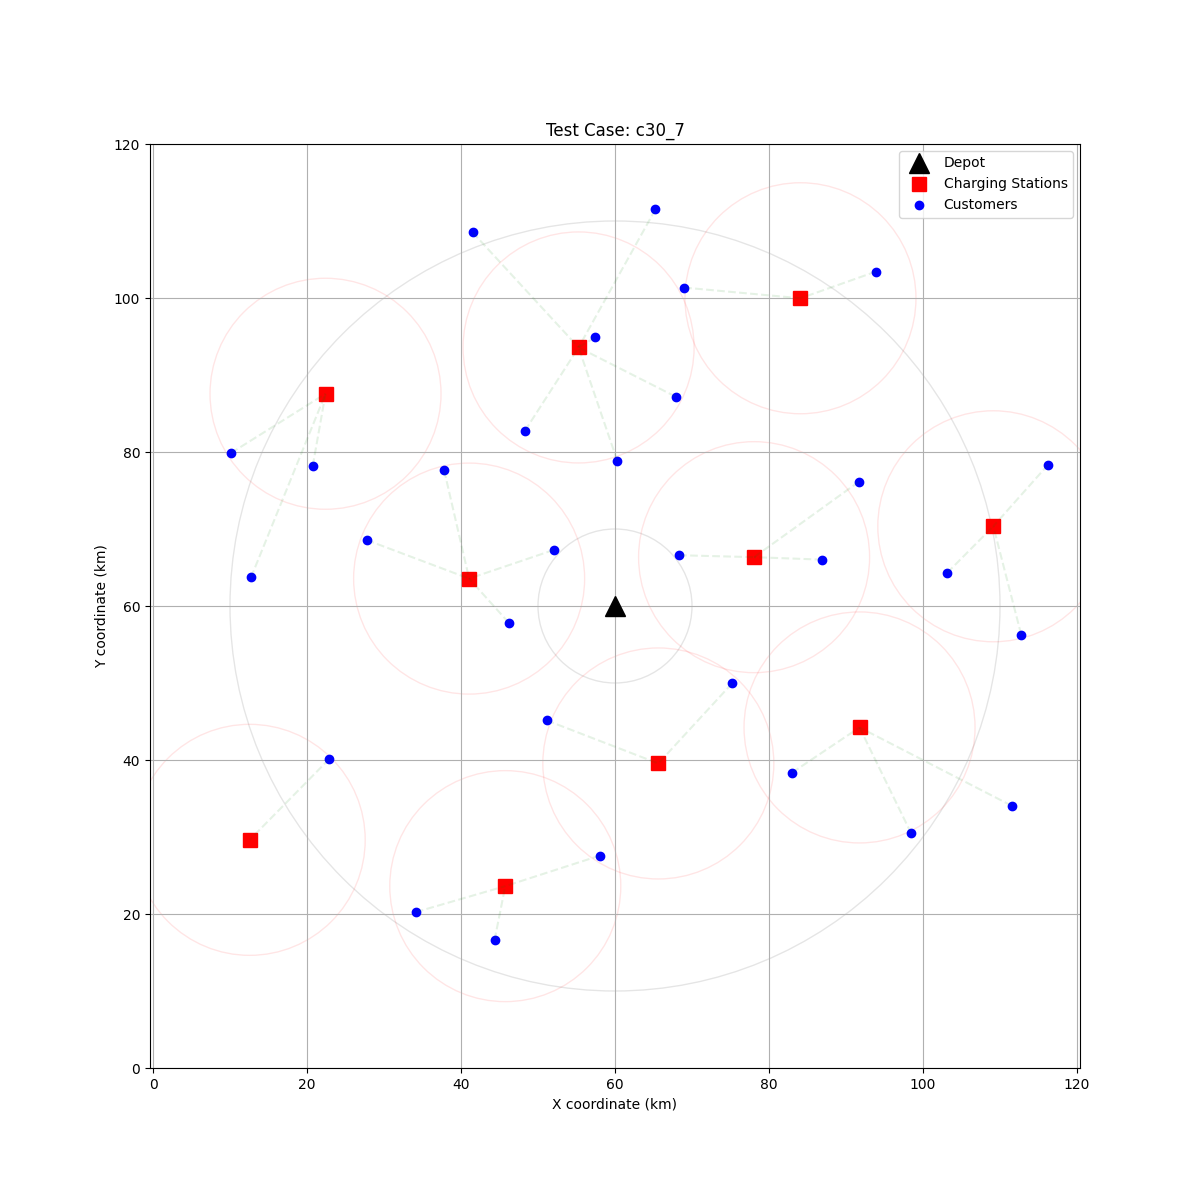 Test Case: c30_7
Depot
Charging Stations
Customers
120
100
80
60
40
20
0
Y coordinate (km)
0 20 40 60 80 100 120
X coordinate (km)